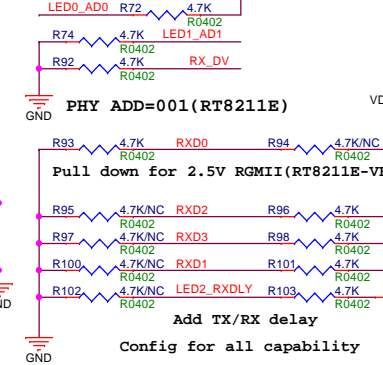 LED0_AD0 R72 4.7K
R0402
R74 4.7K LED1_AD1
R0402
R92 4.7K RX_DV
R0402
GND
PHY ADD=001(RT8211E)
R93 4.7K RXD0 R94 4.7K/NC
R0402 R0402
Pull down for 2.5V RGMII(RT8211E-V
R95 4.7K/NC RXD2 R96 4.7K
R0402 R0402
R97 4.7K/NC RXD3 R98 4.7K
R0402 R0402
R100 4.7K/NC RXD1 R101 4.7K
R0402 R0402
R102 4.7K/NC LED2_RXDLY R103 4.7K
R0402 R0402
Add TX/RX delay
Config for all capability
GND